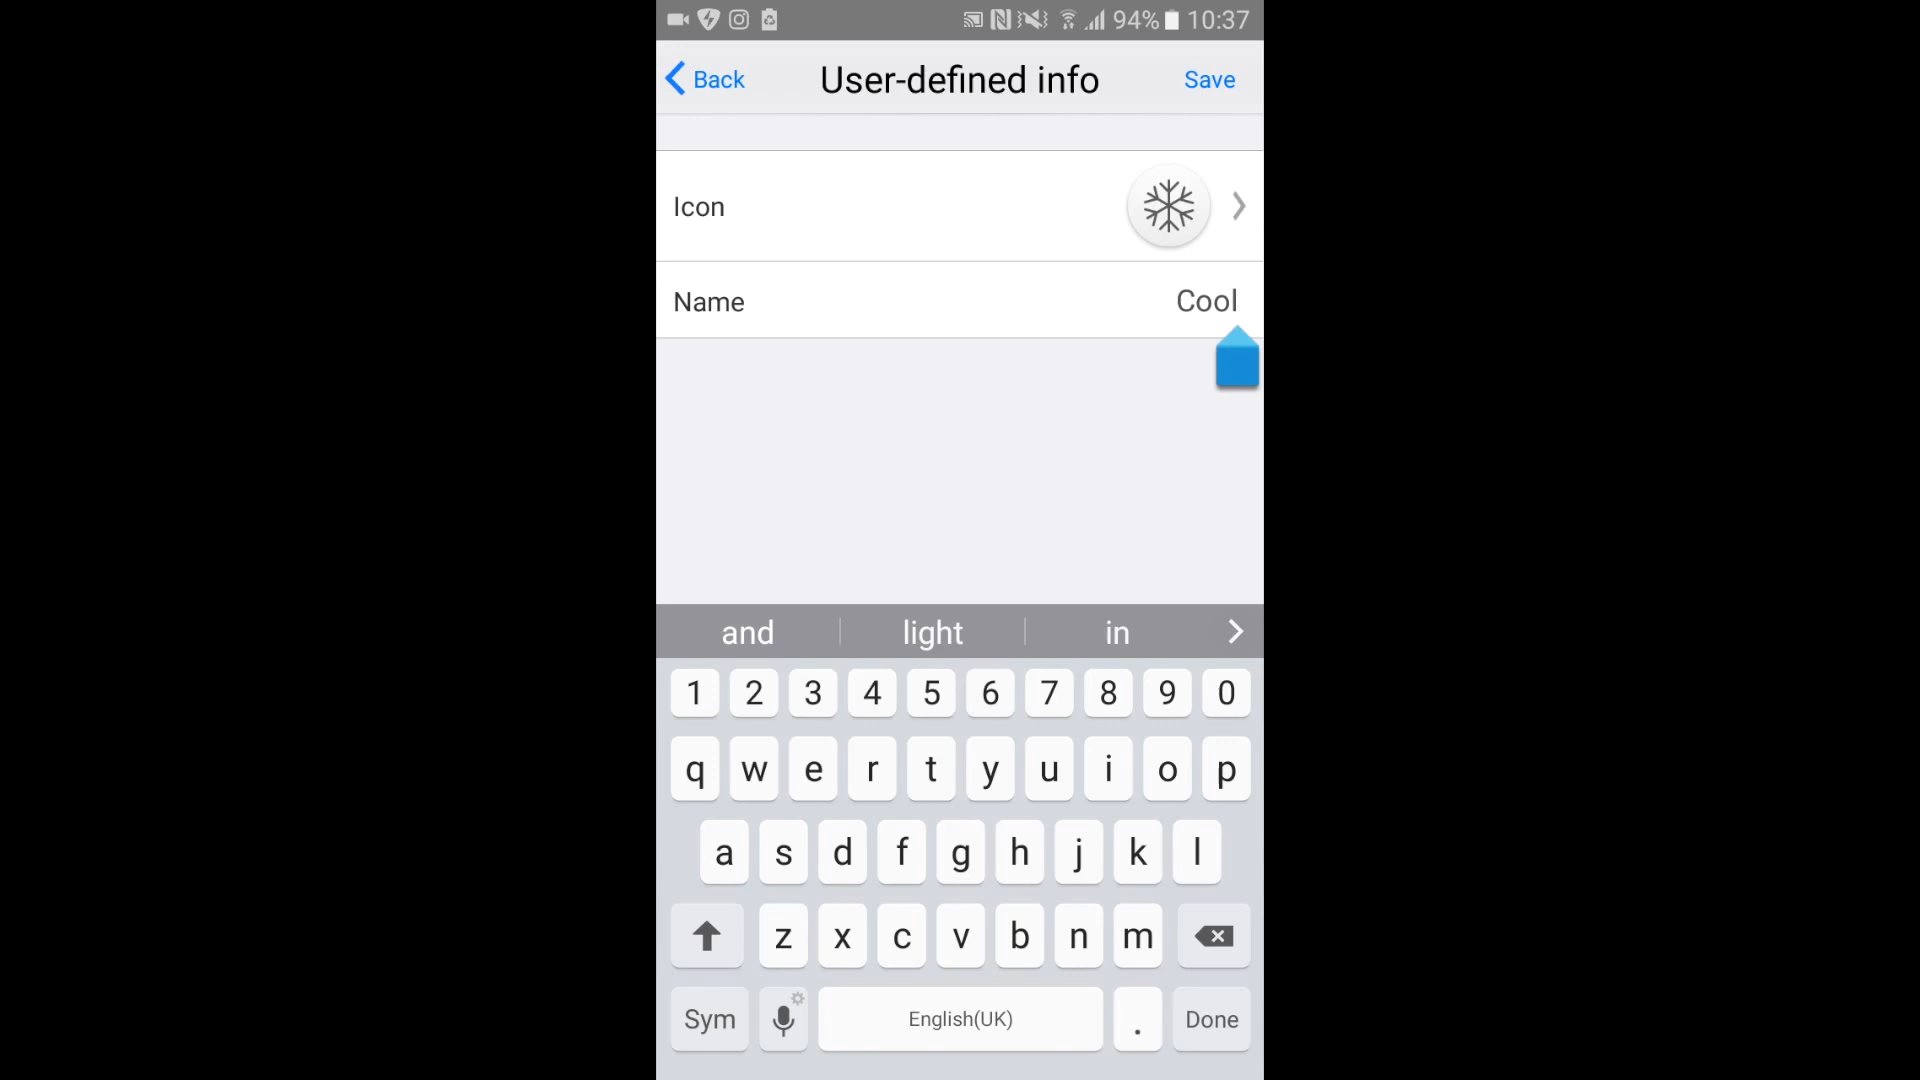 94% 10:37
Back User-defined info Save
Icon
Name Cool
and light in
1 2 3 4 5 6 7 8 9 0
q w e r t y u i o p
a s d f g h j k l
z x c v b n m
Sym English(UK) . Done